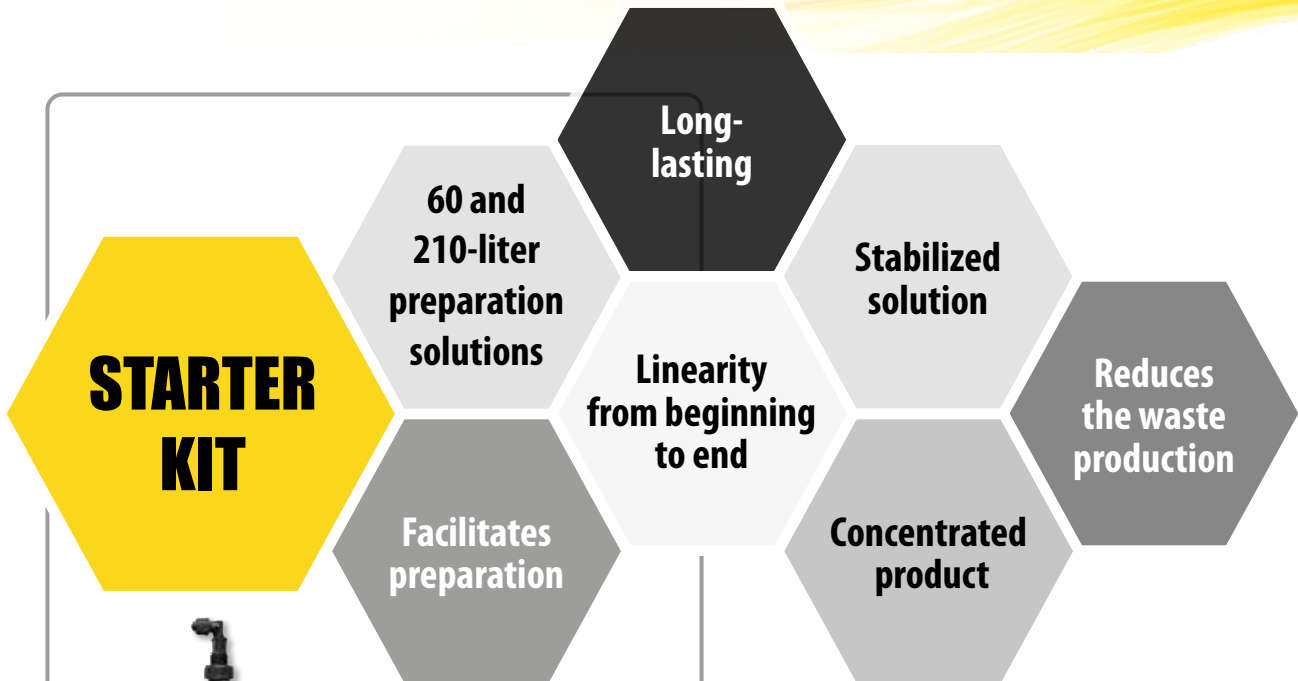 Long-
lasting
60 and
210-liter
preparation
solutions
Stabilized
solution
STARTER
KIT
Linearity
from beginning
to end
Reduces
the waste
production
Facilitates
preparation
Concentrated
product